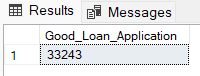 Results Messages
Good_Loan_Application
1 33243